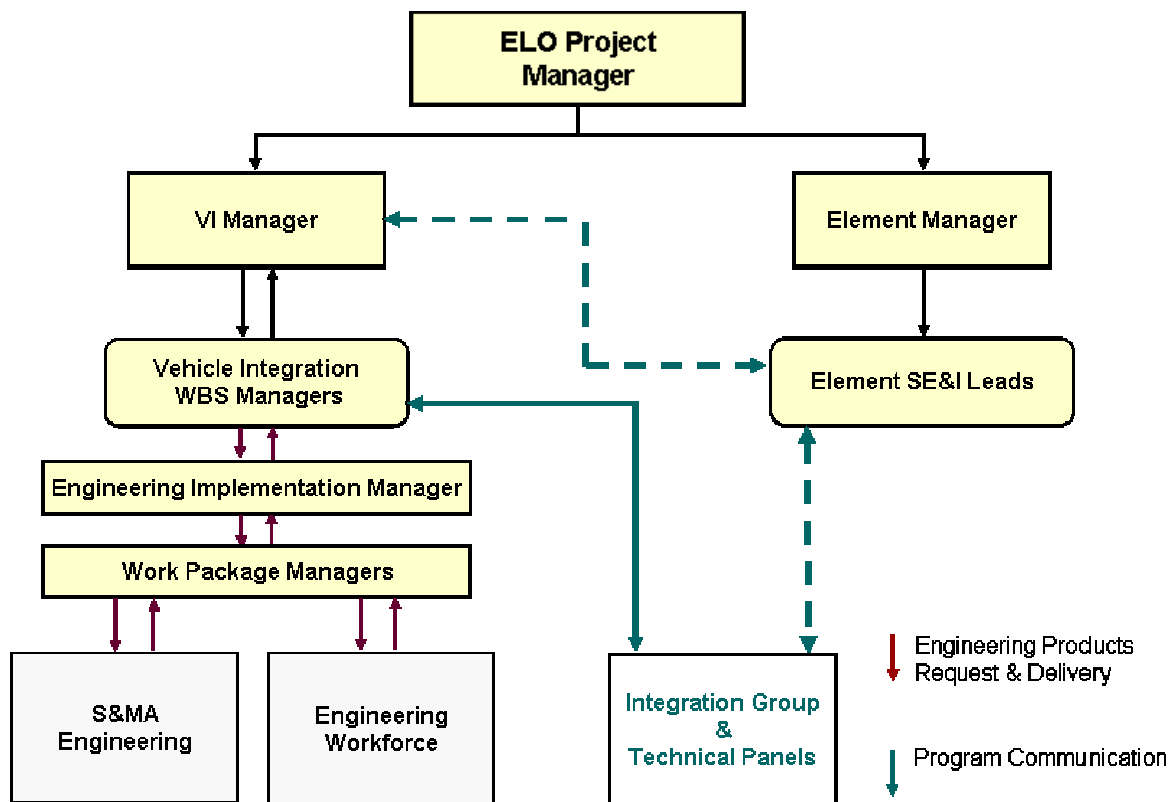 ELO Project
Manager
VI Manager
Element Manager
Vehicle Integration
WBS Managers
Element SE&I Leads
Engineering Implementation Manager
Work Package Managers
S&MA
Engineering
Engineering
Workforce
Integration Group
&
Technical Panels
Engineering Products
Request & Delivery
Program Communication